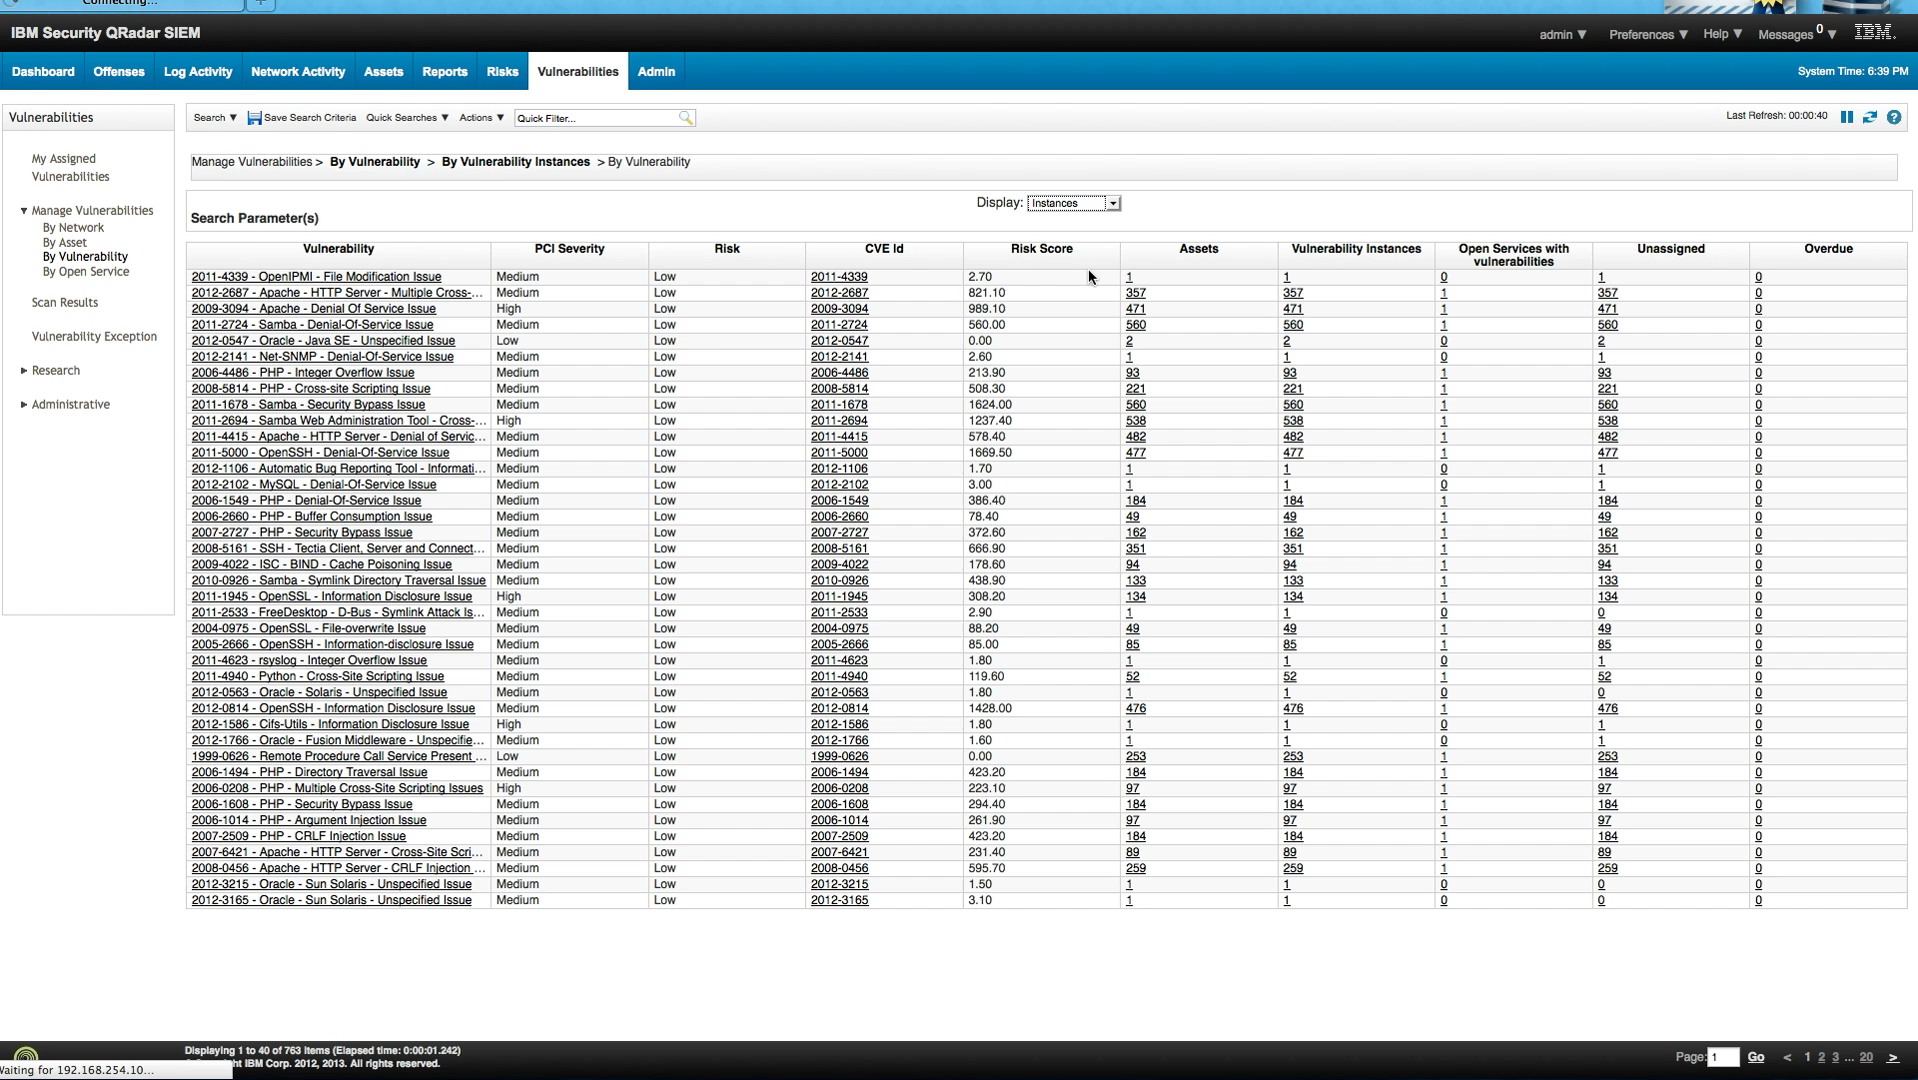 Connecting...
IBM Security QRadar SIEM
admin ▼ Preferences ▼ Help ▼ Messages 0 ▼ IBM.
Dashboard Offenses Log Activity Network Activity Assets Reports Risks Vulnerabilities Admin System Time: 6:39 PM
Vulnerabilities
My Assigned
Vulnerabilities
▼ Manage Vulnerabilities
By Network
By Asset
By Vulnerability
By Open Service
Scan Results
Vulnerability Exception
► Research
► Administrative
Search ▼ Save Search Criteria Quick Searches ▼ Actions ▼ Quick Filter... Last Refresh: 00:00:40
Manage Vulnerabilities > By Vulnerability > By Vulnerability Instances > By Vulnerability
Display: Instances
Search Parameter(s)
Vulnerability PCI Severity Risk CVE Id Risk Score Assets Vulnerability Instances Open Services with vulnerabilities Unassigned Overdue
2011-4339 - OpenIPMI - File Modification Issue Medium Low 2011-4339 2.70 1 1 0 1 0
2012-2687 - Apache - HTTP Server - Multiple Cross-... Medium Low 2012-2687 821.10 357 357 1 357 0
2009-3094 - Apache - Denial Of Service Issue High Low 2009-3094 989.10 471 471 1 471 0
2011-2724 - Samba - Denial-Of-Service Issue Medium Low 2011-2724 560.00 560 560 1 560 0
2012-0547 - Oracle - Java SE - Unspecified Issue Low Low 2012-0547 0.00 2 2 0 2 0
2012-2141 - Net-SNMP - Denial-Of-Service Issue Medium Low 2012-2141 2.60 1 1 0 1 0
2006-4486 - PHP - Integer Overflow Issue Medium Low 2006-4486 213.90 93 93 1 93 0
2008-5814 - PHP - Cross-site Scripting Issue Medium Low 2008-5814 508.30 221 221 1 221 0
2011-1678 - Samba - Security Bypass Issue Medium Low 2011-1678 1624.00 560 560 1 560 0
2011-2694 - Samba Web Administration Tool - Cross-... High Low 2011-2694 1237.40 538 538 1 538 0
2011-4415 - Apache - HTTP Server - Denial of Servic... Medium Low 2011-4415 578.40 482 482 1 482 0
2011-5000 - OpenSSH - Denial-Of-Service Issue Medium Low 2011-5000 1669.50 477 477 1 477 0
2012-1106 - Automatic Bug Reporting Tool - Informati... Medium Low 2012-1106 1.70 1 1 0 1 0
2012-2102 - MySQL - Denial-Of-Service Issue Medium Low 2012-2102 3.00 1 1 0 1 0
2006-1549 - PHP - Denial-Of-Service Issue Medium Low 2006-1549 386.40 184 184 1 184 0
2006-2660 - PHP - Buffer Consumption Issue Medium Low 2006-2660 78.40 49 49 1 49 0
2007-2727 - PHP - Security Bypass Issue Medium Low 2007-2727 372.60 162 162 1 162 0
2008-5161 - SSH - Tectia Client, Server and Connect... Medium Low 2008-5161 666.90 351 351 1 351 0
2009-4022 - ISC - BIND - Cache Poisoning Issue Medium Low 2009-4022 178.60 94 94 1 94 0
2010-0926 - Samba - Symlink Directory Traversal Issue Medium Low 2010-0926 438.90 133 133 1 133 0
2011-1945 - OpenSSL - Information Disclosure Issue High Low 2011-1945 308.20 134 134 1 134 0
2011-2533 - FreeDesktop - D-Bus - Symlink Attack Is... Medium Low 2011-2533 2.90 1 1 0 0 0
2004-0975 - OpenSSL - File-overwrite Issue Medium Low 2004-0975 88.20 49 49 1 49 0
2005-2666 - OpenSSH - Information-disclosure Issue Medium Low 2005-2666 85.00 85 85 1 85 0
2011-4623 - rsyslog - Integer Overflow Issue Medium Low 2011-4623 1.80 1 1 0 1 0
2011-4940 - Python - Cross-Site Scripting Issue Medium Low 2011-4940 119.60 52 52 1 52 0
2012-0563 - Oracle - Solaris - Unspecified Issue Medium Low 2012-0563 1.80 1 1 0 0 0
2012-0814 - OpenSSH - Information Disclosure Issue Medium Low 2012-0814 1428.00 476 476 1 476 0
2012-1586 - Cifs-Utils - Information Disclosure Issue High Low 2012-1586 1.80 1 1 0 1 0
2012-1766 - Oracle - Fusion Middleware - Unspecifie... Medium Low 2012-1766 1.60 1 1 0 1 0
1999-0626 - Remote Procedure Call Service Present ... Low Low 1999-0626 0.00 253 253 1 253 0
2006-1494 - PHP - Directory Traversal Issue Medium Low 2006-1494 423.20 184 184 1 184 0
2006-0208 - PHP - Multiple Cross-Site Scripting Issues High Low 2006-0208 223.10 97 97 1 97 0
2006-1608 - PHP - Security Bypass Issue Medium Low 2006-1608 294.40 184 184 1 184 0
2006-1014 - PHP - Argument Injection Issue Medium Low 2006-1014 261.90 97 97 1 97 0
2007-2509 - PHP - CRLF Injection Issue Medium Low 2007-2509 423.20 184 184 1 184 0
2007-6421 - Apache - HTTP Server - Cross-Site Scri... Medium Low 2007-6421 231.40 89 89 1 89 0
2008-0456 - Apache - HTTP Server - CRLF Injection ... Medium Low 2008-0456 595.70 259 259 1 259 0
2012-3215 - Oracle - Sun Solaris - Unspecified Issue Medium Low 2012-3215 1.50 1 1 0 0 0
2012-3165 - Oracle - Sun Solaris - Unspecified Issue Medium Low 2012-3165 3.10 1 1 0 0 0
Displaying 1 to 40 of 763 items (Elapsed time: 0:00:01.242)
IBM Corp. 2012, 2013. All rights reserved.
Page: 1 Go < 1 2 3 ... 20 >
Waiting for 192.168.254.10...